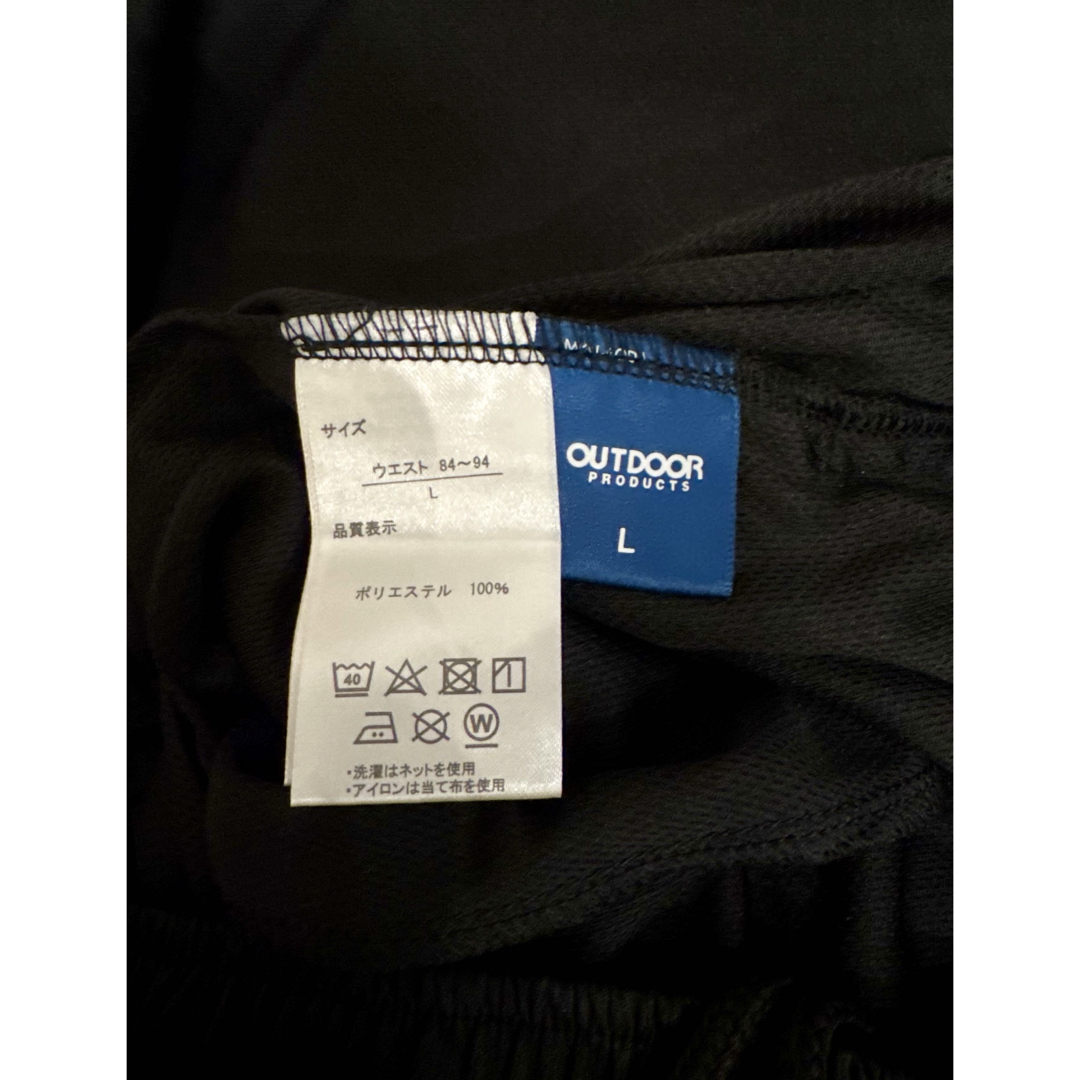 サイズ
ウエスト 84～94
L
品質表示
ポリエステル 100%
40
W
・洗濯はネットを使用
・アイロンは当て布を使用
OUTDOOR
PRODUCTS
L